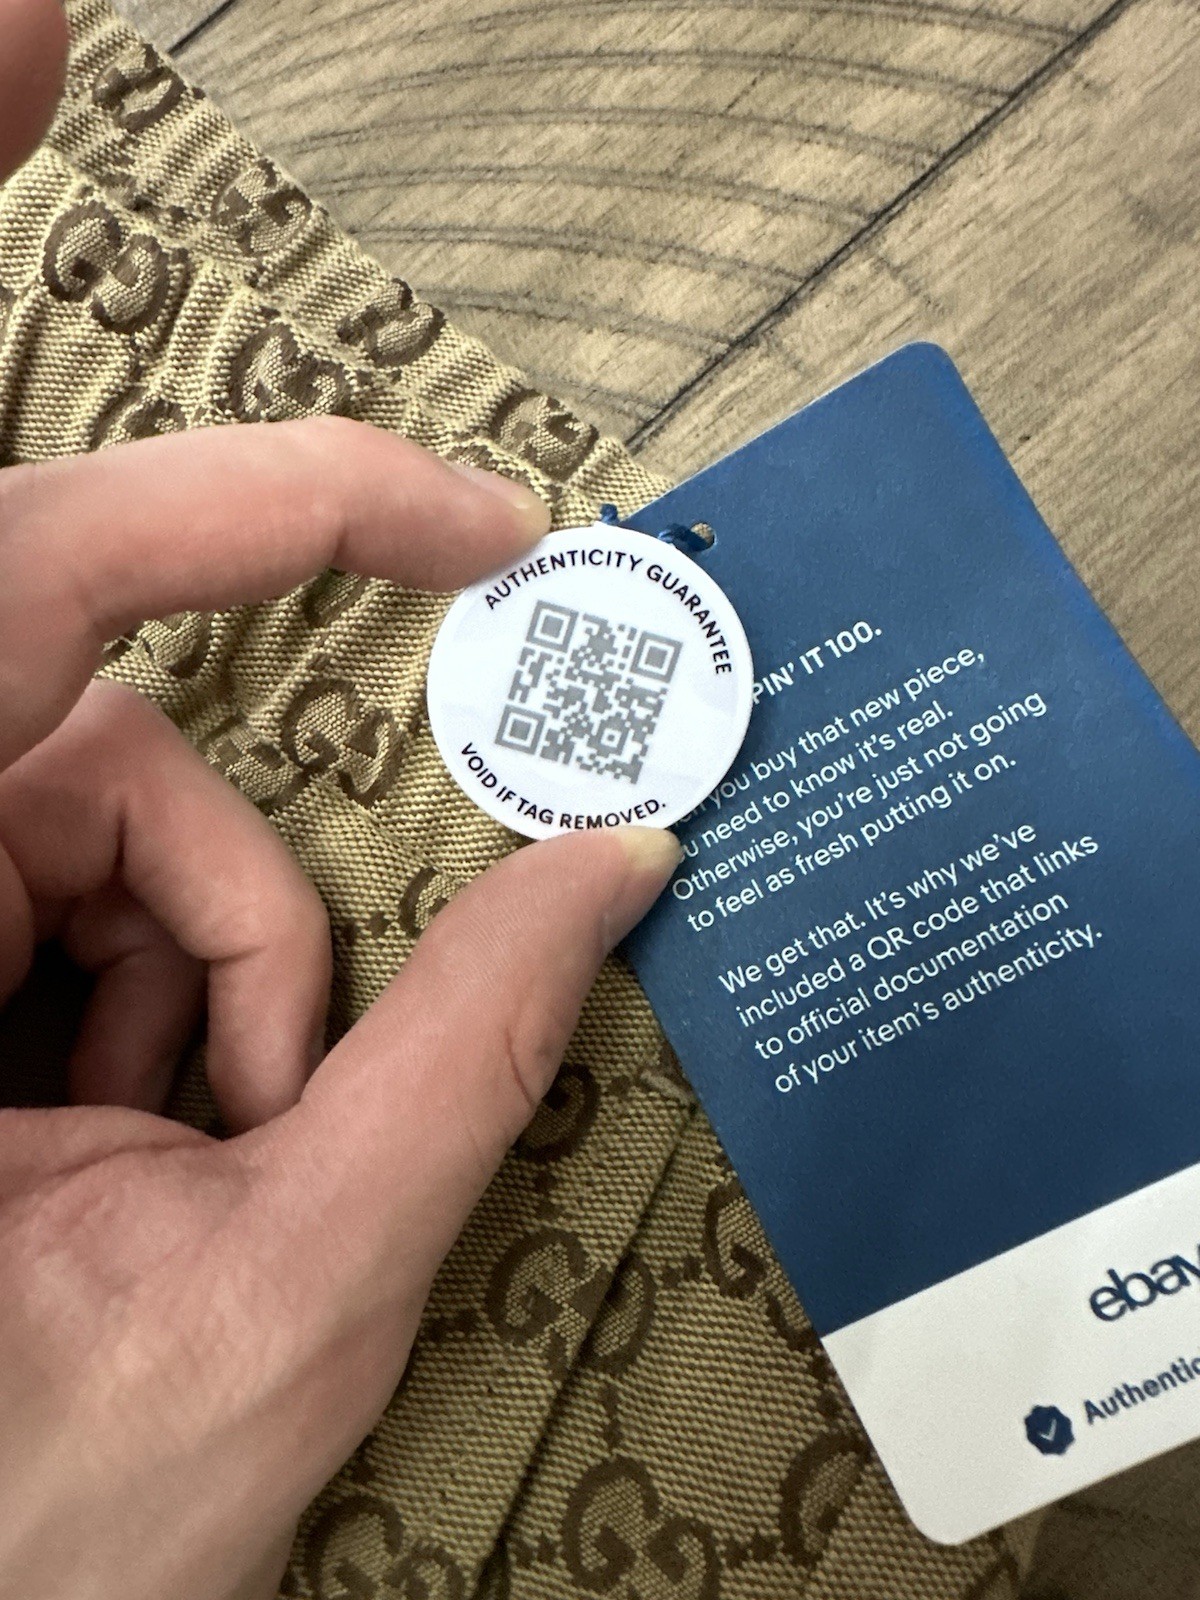 AUTHENTICITY GUARANTEE
VOID IF TAG REMOVED.
PIN' IT 100.
you buy that new piece,
need to know it's real.
Otherwise, you're just not going
to feel as fresh putting it on.
We get that. It's why we've
included a QR code that links
to official documentation
of your item's authenticity.
ebay